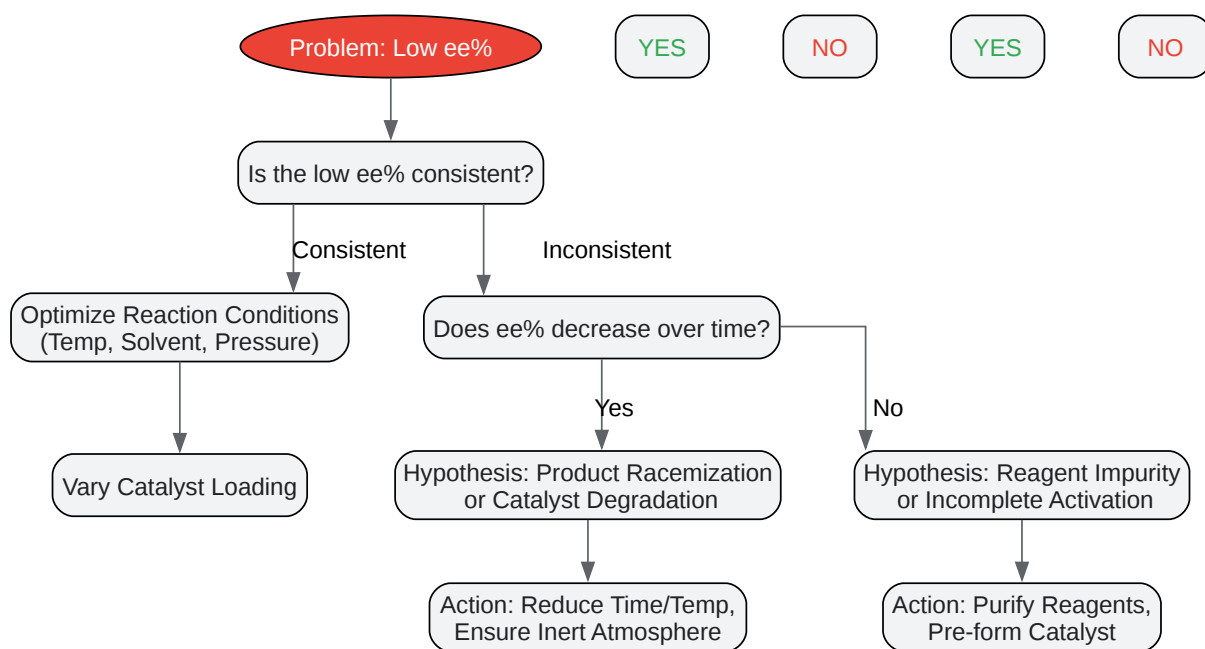 Problem: Low ee%
YES
NO
YES
NO
Is the low ee% consistent?
Consistent
Inconsistent
Optimize Reaction Conditions
(Temp, Solvent, Pressure)
Does ee% decrease over time?
Yes
No
Vary Catalyst Loading
Hypothesis: Product Racemization
or Catalyst Degradation
Hypothesis: Reagent Impurity
or Incomplete Activation
Action: Reduce Time/Temp,
Ensure Inert Atmosphere
Action: Purify Reagents,
Pre-form Catalyst